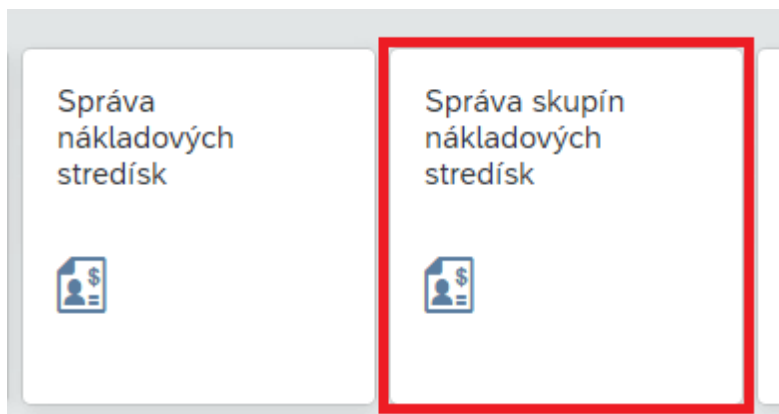 Správa
nákladových
stredísk
Správa skupín
nákladových
stredísk